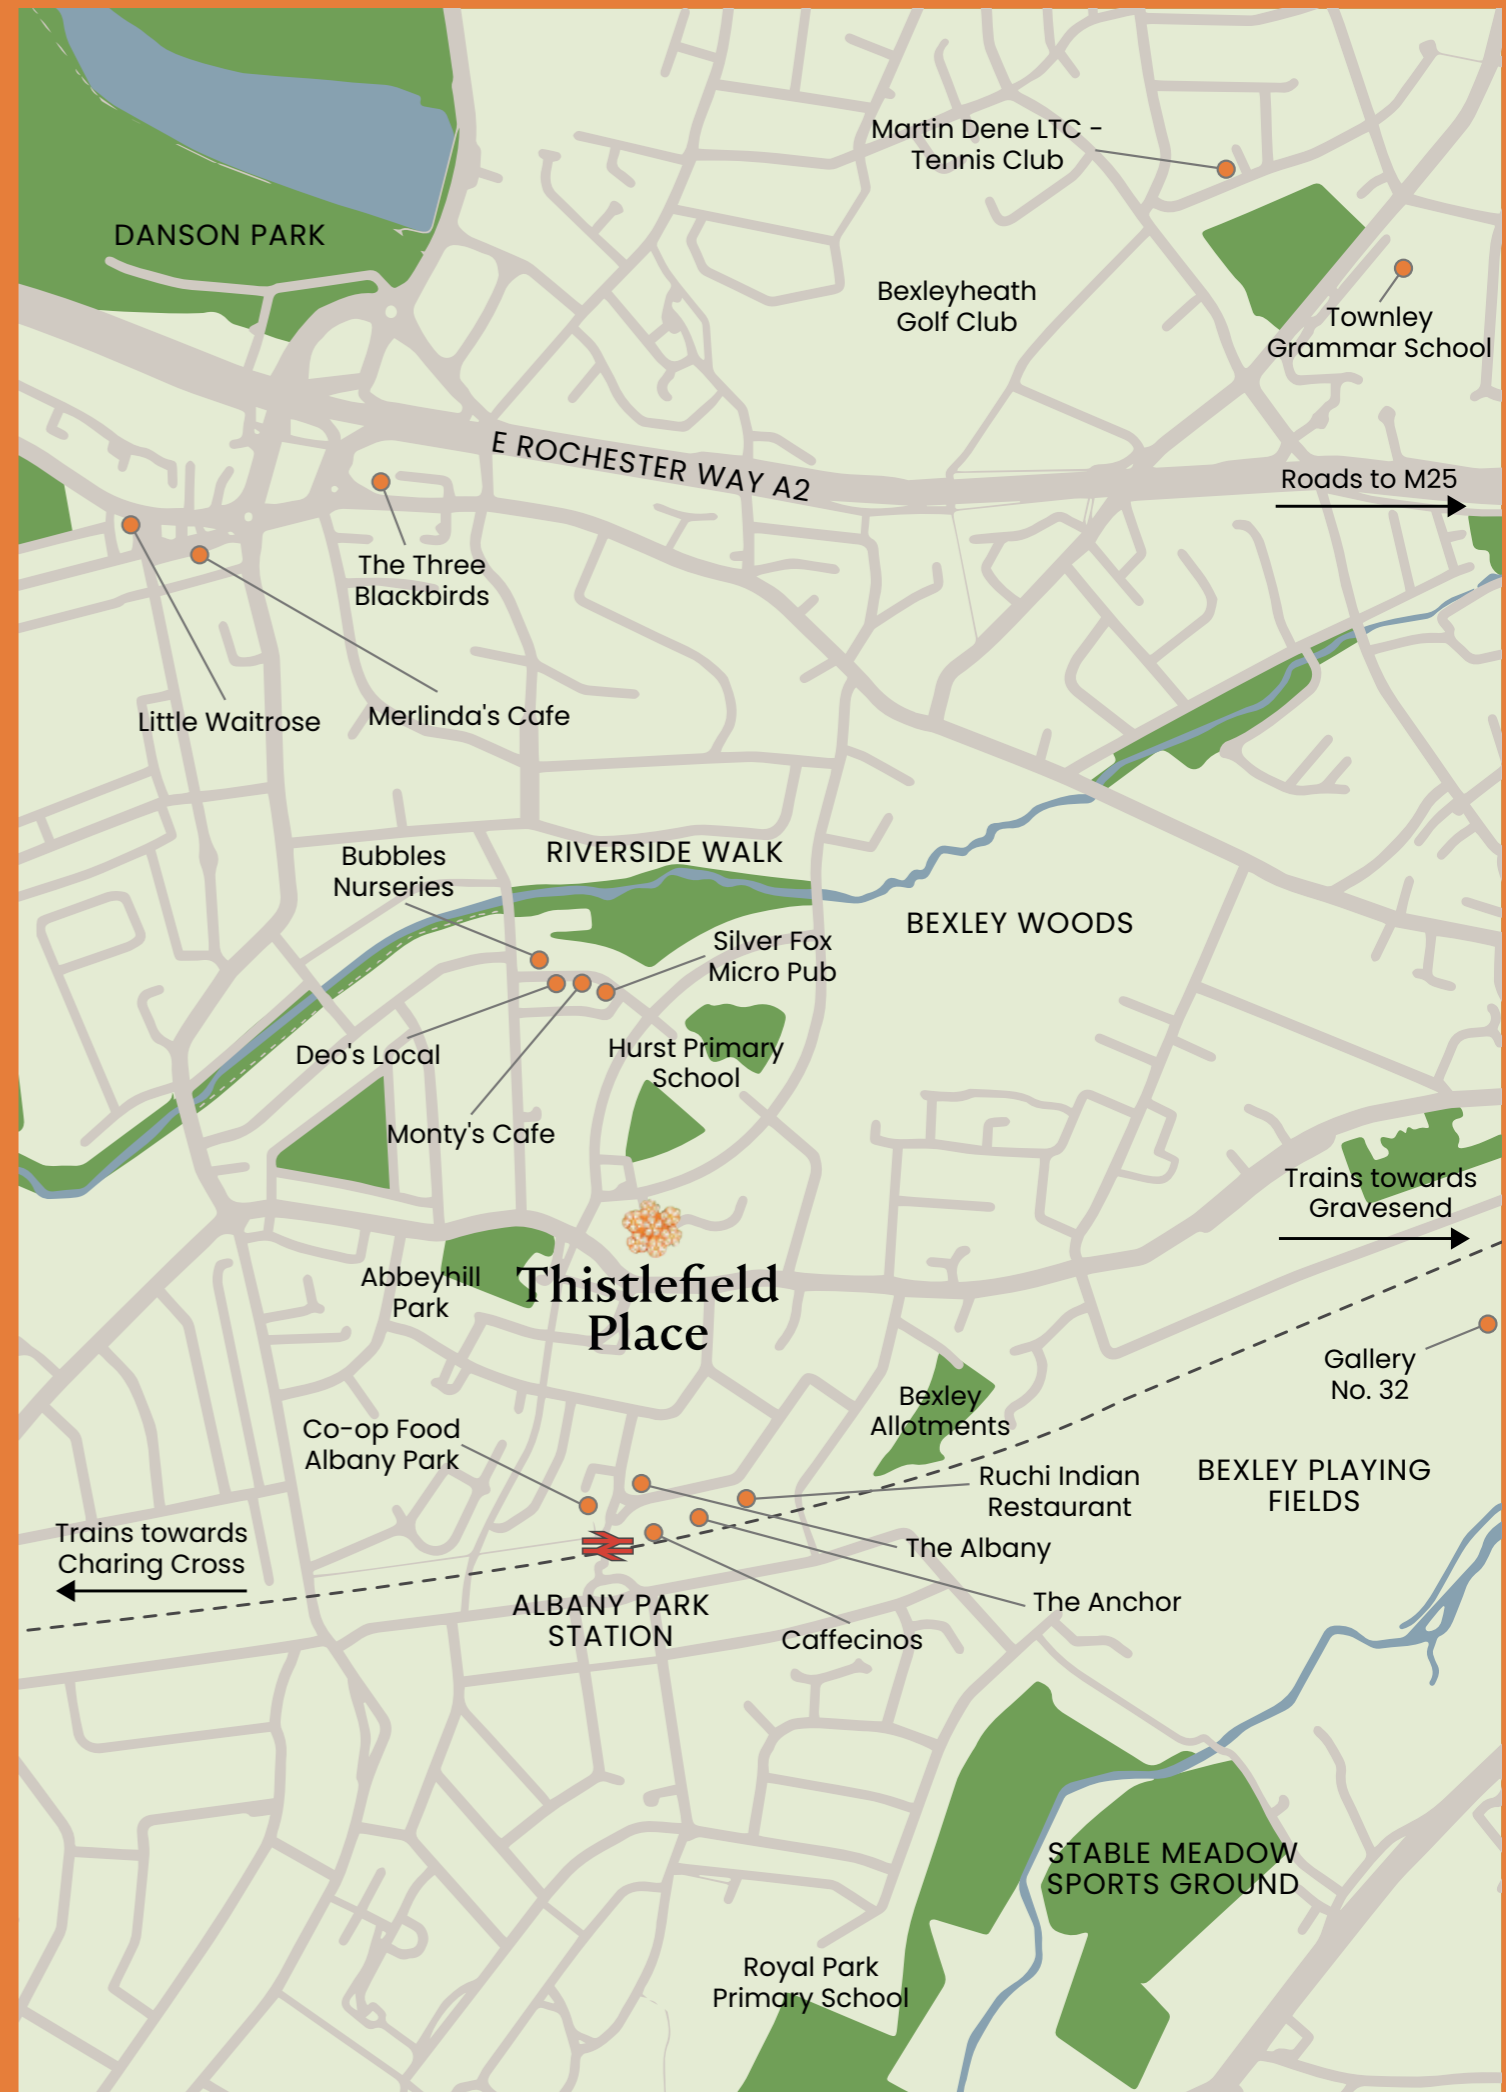 Martin Dene LTC -
Tennis Club
DANSON PARK
Bexleyheath
Golf Club
Townley
Grammar School
E ROCHESTER WAY A2
Roads to M25
The Three
Blackbirds
Little Waitrose
Merlinda's Cafe
Bubbles
Nurseries
RIVERSIDE WALK
BEXLEY WOODS
Silver Fox
Micro Pub
Deo's Local
Hurst Primary
School
Monty's Cafe
Trains towards
Gravesend
Abbeyhill
Park
Thistlefield
Place
Gallery
No. 32
Bexley
Allotments
Co-op Food
Albany Park
Ruchi Indian
Restaurant
BEXLEY PLAYING
FIELDS
Trains towards
Charing Cross
The Albany
ALBANY PARK
STATION
The Anchor
Caffecinos
STABLE MEADOW
SPORTS GROUND
Royal Park
Primary School